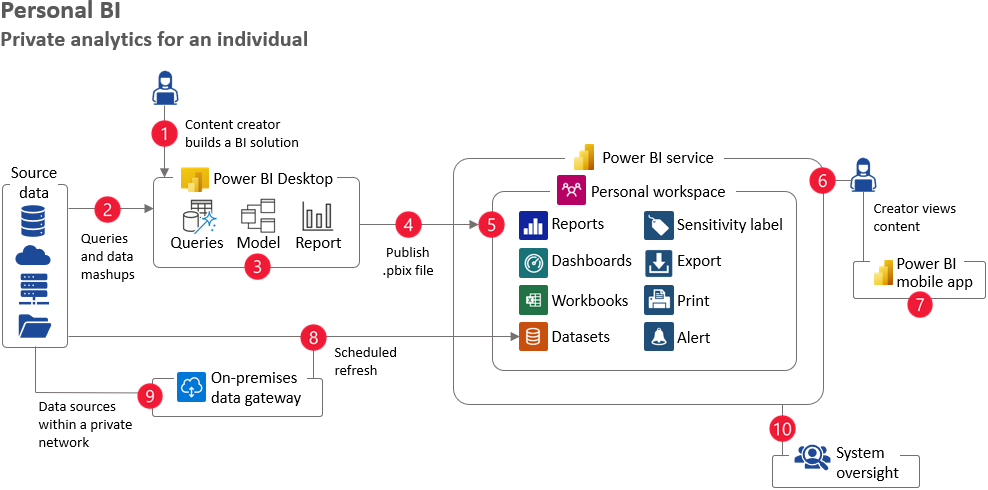 Personal BI
Private analytics for an individual
1
Content creator
builds a BI solution
Source
data
2
Queries
and data
mashups
Power BI Desktop
Queries
Model
Report
3
4
Publish
.pbix file
Power BI service
5
Personal workspace
Reports
Sensitivity label
Dashboards
Export
Workbooks
Print
Datasets
Alert
6
Creator views
content
Power BI
mobile app
7
8
Scheduled
refresh
9
On-premises
data gateway
Data sources
within a private
network
10
System
oversight